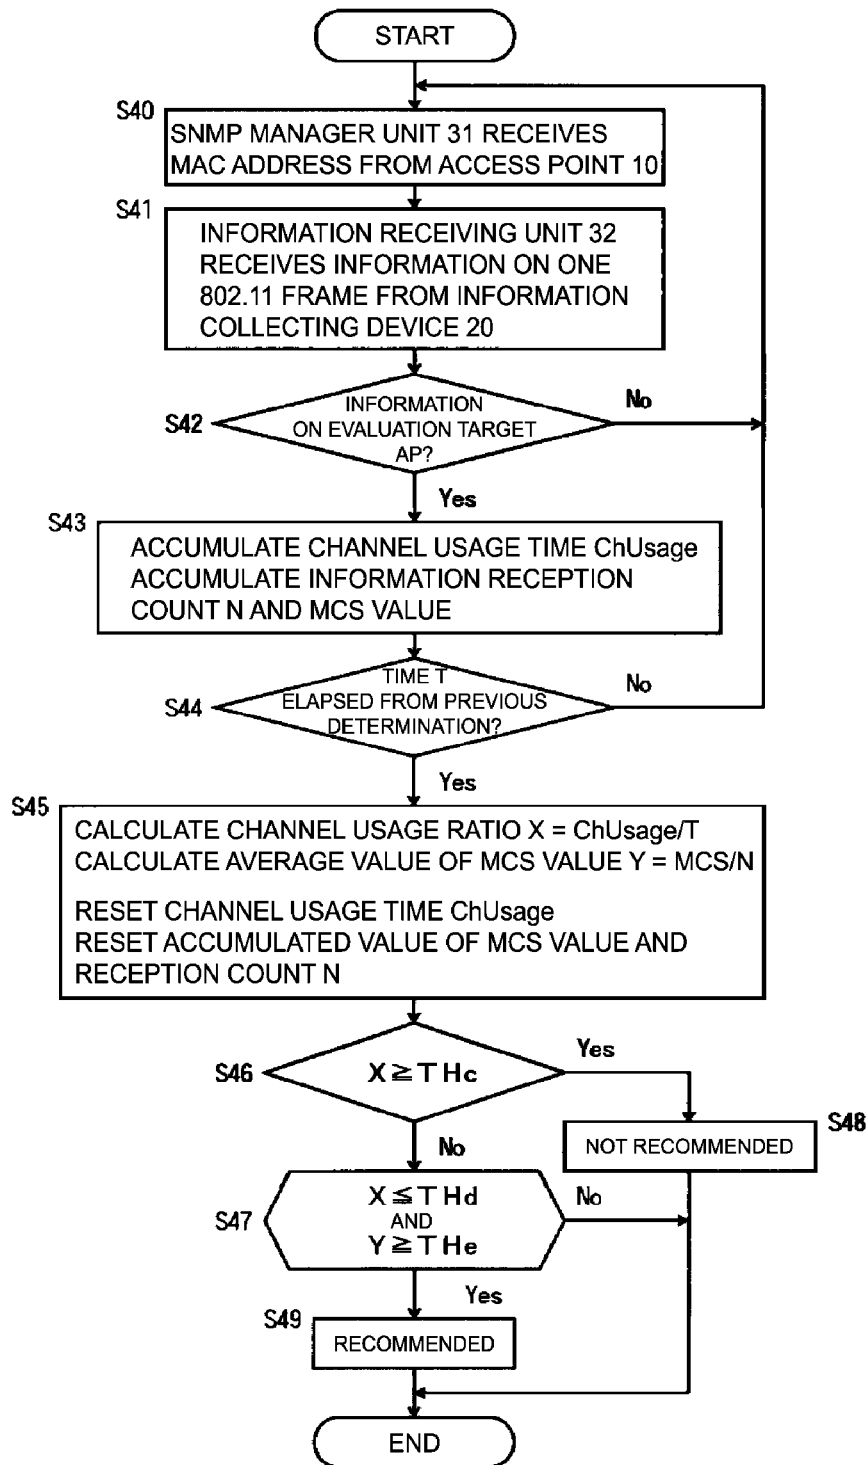 START
S40
SNMP MANAGER UNIT 31 RECEIVES
MAC ADDRESS FROM ACCESS POINT 10
S41
INFORMATION RECEIVING UNIT 32
RECEIVES INFORMATION ON ONE
802.11 FRAME FROM INFORMATION
COLLECTING DEVICE 20
S42
INFORMATION
ON EVALUATION TARGET
AP?
No
Yes
S43
ACCUMULATE CHANNEL USAGE TIME ChUsage
ACCUMULATE INFORMATION RECEPTION
COUNT N AND MCS VALUE
S44
TIME T
ELAPSED FROM PREVIOUS
DETERMINATION?
No
Yes
S45
CALCULATE CHANNEL USAGE RATIO X = ChUsage/T
CALCULATE AVERAGE VALUE OF MCS VALUE Y = MCS/N
RESET CHANNEL USAGE TIME ChUsage
RESET ACCUMULATED VALUE OF MCS VALUE AND
RECEPTION COUNT N
S46
X ≧ T H c
Yes
No
S48
NOT RECOMMENDED
S47
X ≦ T H d
AND
Y ≧ T H e
No
Yes
S49
RECOMMENDED
END